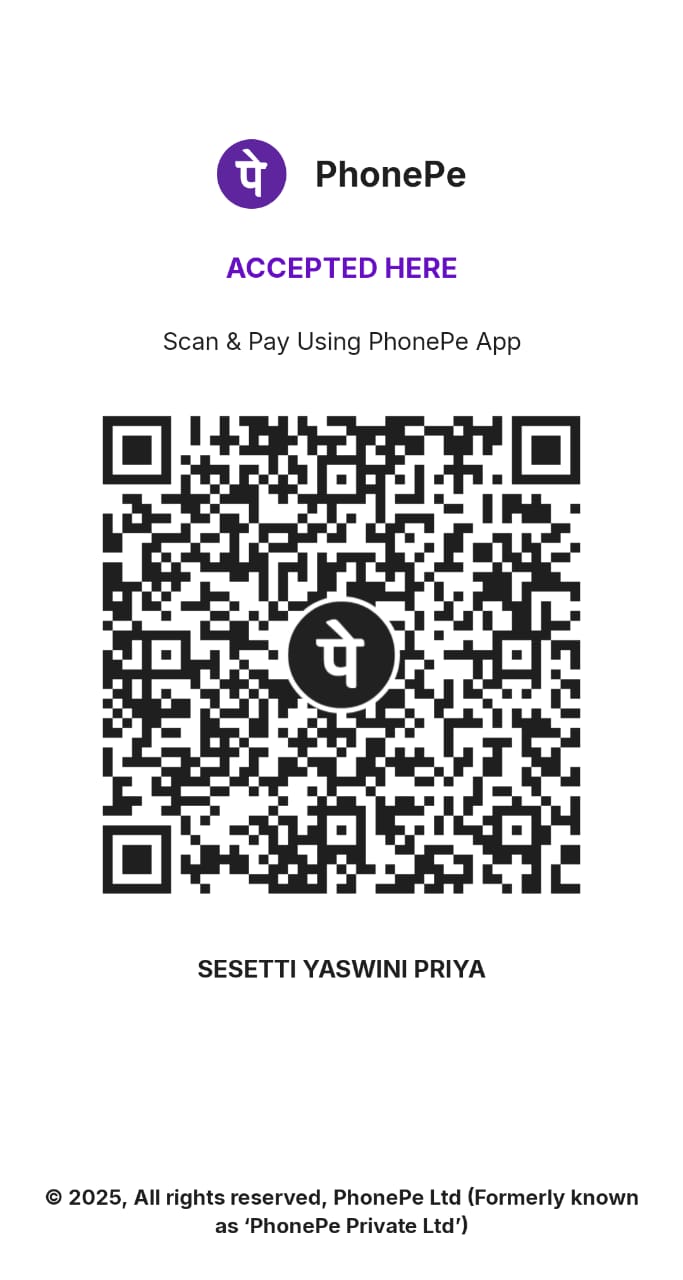 पे PhonePe
ACCEPTED HERE
Scan & Pay Using PhonePe App
पे
SESETTI YASWINI PRIYA
© 2025, All rights reserved, PhonePe Ltd (Formerly known
as ‘PhonePe Private Ltd’)